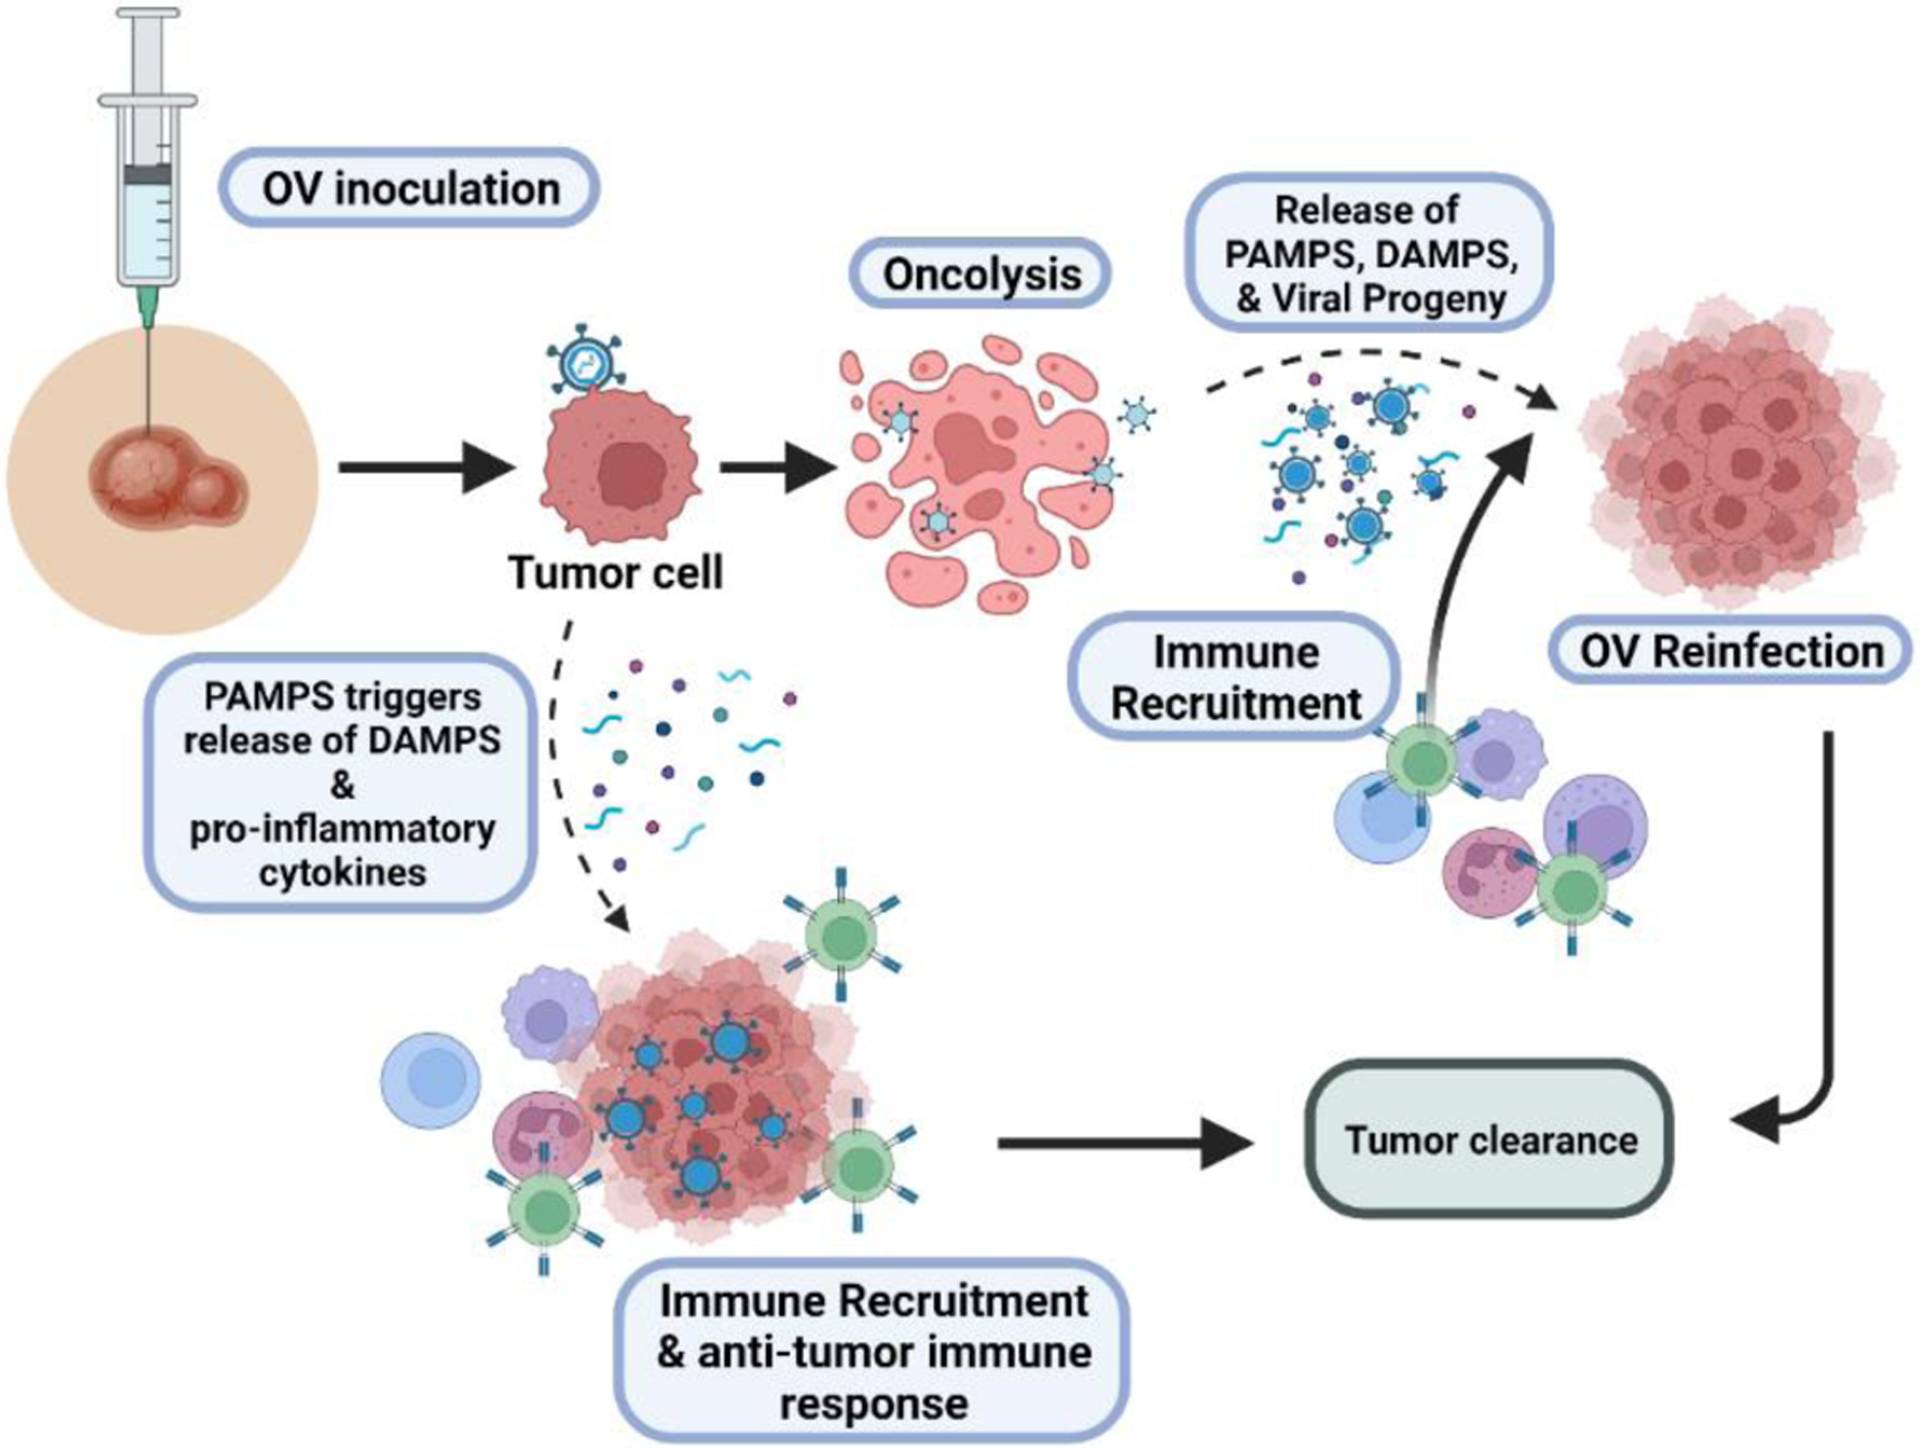 OV inoculation
Oncolysis
Release of
PAMPS, DAMPS,
& Viral Progeny
Tumor cell
PAMPS triggers
release of DAMPS
&
pro-inflammatory
cytokines
Immune
Recruitment
OV Reinfection
Tumor clearance
Immune Recruitment
& anti-tumor immune
response